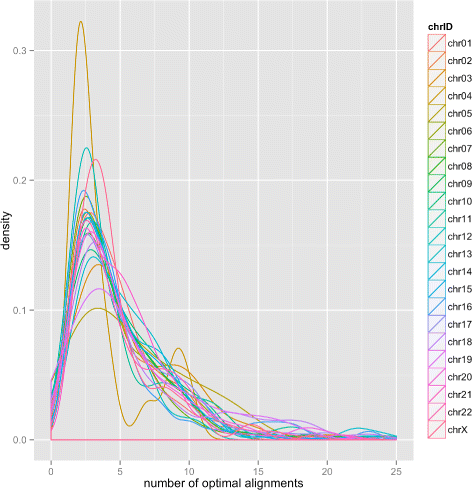 chrID
chr01
chr02
chr03
chr04
chr05
chr06
chr07
chr08
chr09
chr10
chr11
chr12
chr13
chr14
chr15
chr16
chr17
chr18
chr19
chr20
chr21
chr22
chrX
density
0.3
0.2
0.1
0.0
0 5 10 15 20 25
number of optimal alignments